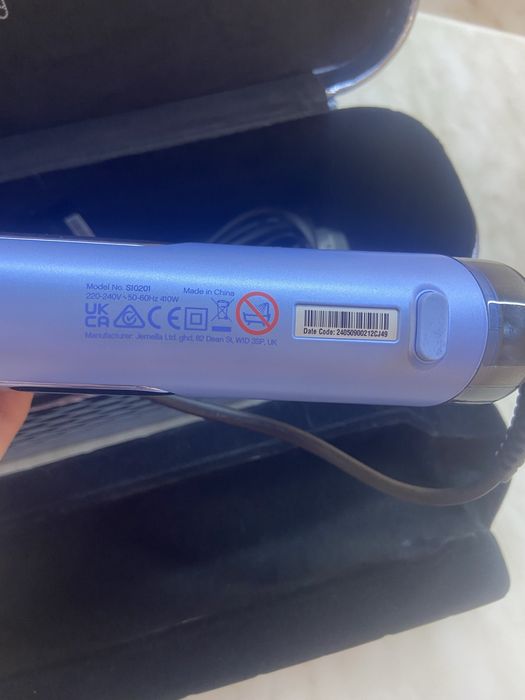 Model No. S10201
Made in China
220-240V ~ 50-60Hz 410W
UK
CA
CE
Manufacturer: Jemella Ltd. ghd, 82 Dean St, W1D 3SP, UK
Date Code: 24050900212CJ49